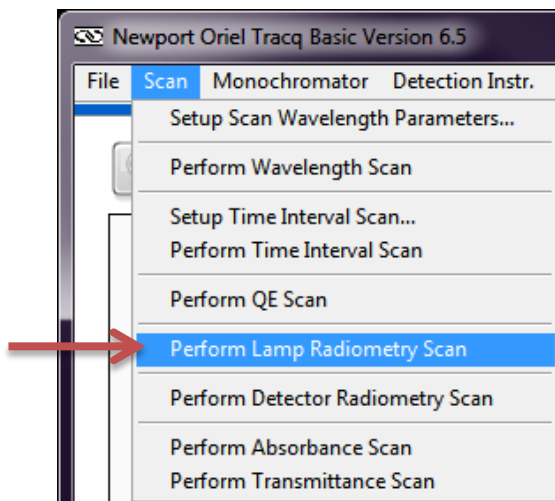 Newport Oriel Tracq Basic Version 6.5
File Scan Monochromator Detection Instr.
Setup Scan Wavelength Parameters...
Perform Wavelength Scan
Setup Time Interval Scan...
Perform Time Interval Scan
Perform QE Scan
Perform Lamp Radiometry Scan
Perform Detector Radiometry Scan
Perform Absorbance Scan
Perform Transmittance Scan